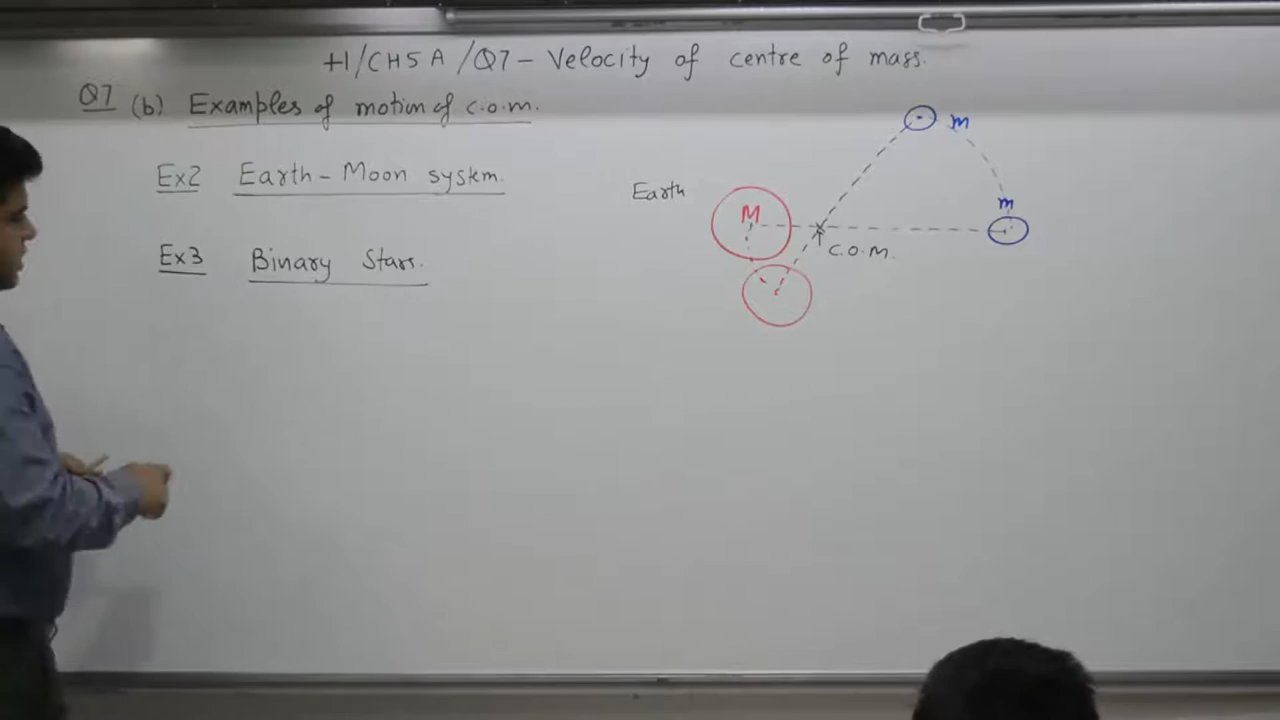 +1/CH5A/Q7 - Velocity of centre of mass.
Q7 (b) Examples of motion of c.o.m.
Ex2 Earth-Moon system.
Ex3 Binary Stars.
m
Earth
M
m
C.O.M.